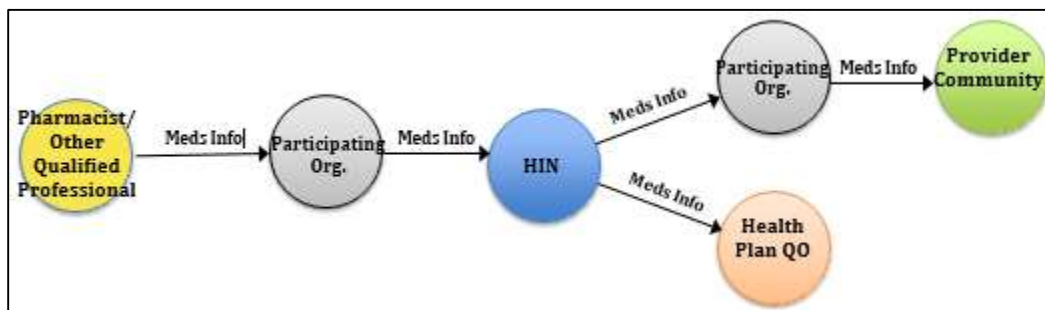 Pharmacist/
Other
Qualified
Professional
Meds Info
Participating
Org.
Meds Info
HIN
Meds Info
Participating
Org.
Meds Info
Provider
Community
Meds Info
Health
Plan QO